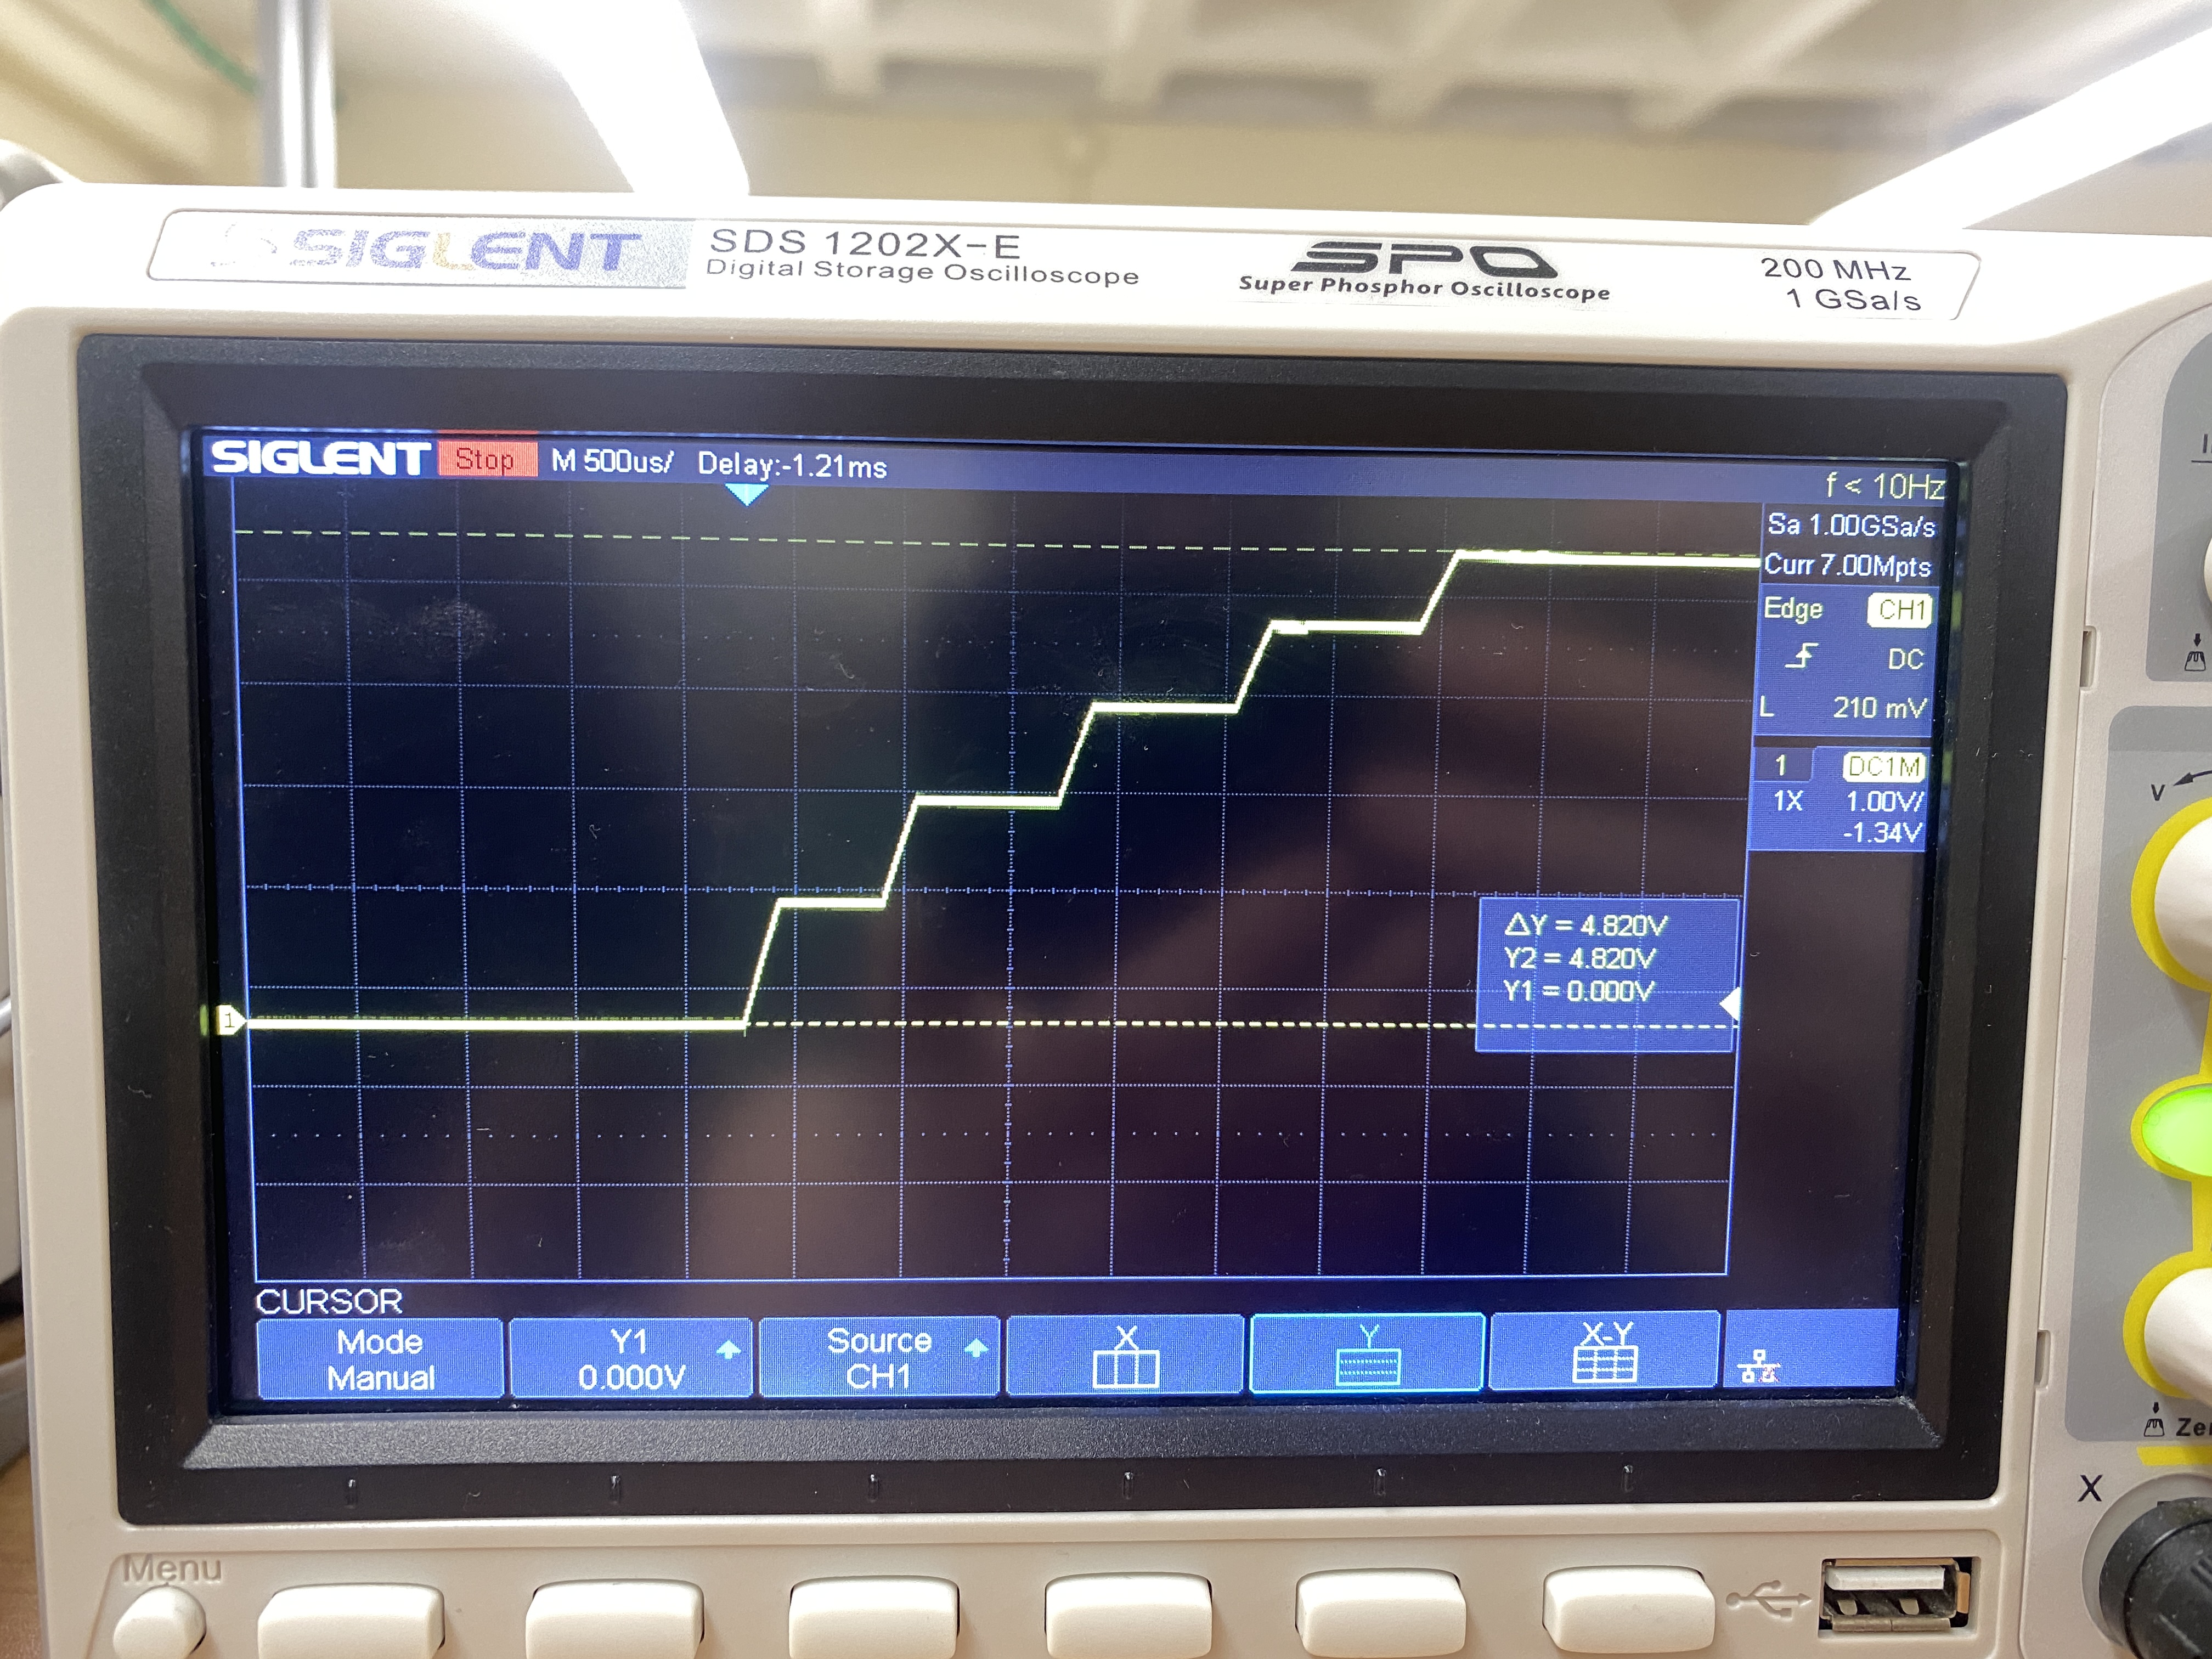 SIGLENT
SDS 1202X-E
Digital Storage Oscilloscope
SPO
Super Phosphor Oscilloscope
200 MHz
1 GSa/s
SIGLENT Stop M 500us/ Delay:-1.21ms
f < 10Hz
Sa 1.00GSa/s
Curr 7.00Mpts
Edge CH1
DC
L 210 mV
1 DC1M
1X 1.00V/
-1.34V
1
ΔY = 4.820V
Y2 = 4.820V
Y1 = 0.000V
CURSOR
Mode
Manual
Y1
0.000V
Source
CH1
X
Y
X-Y
Menu
V
X